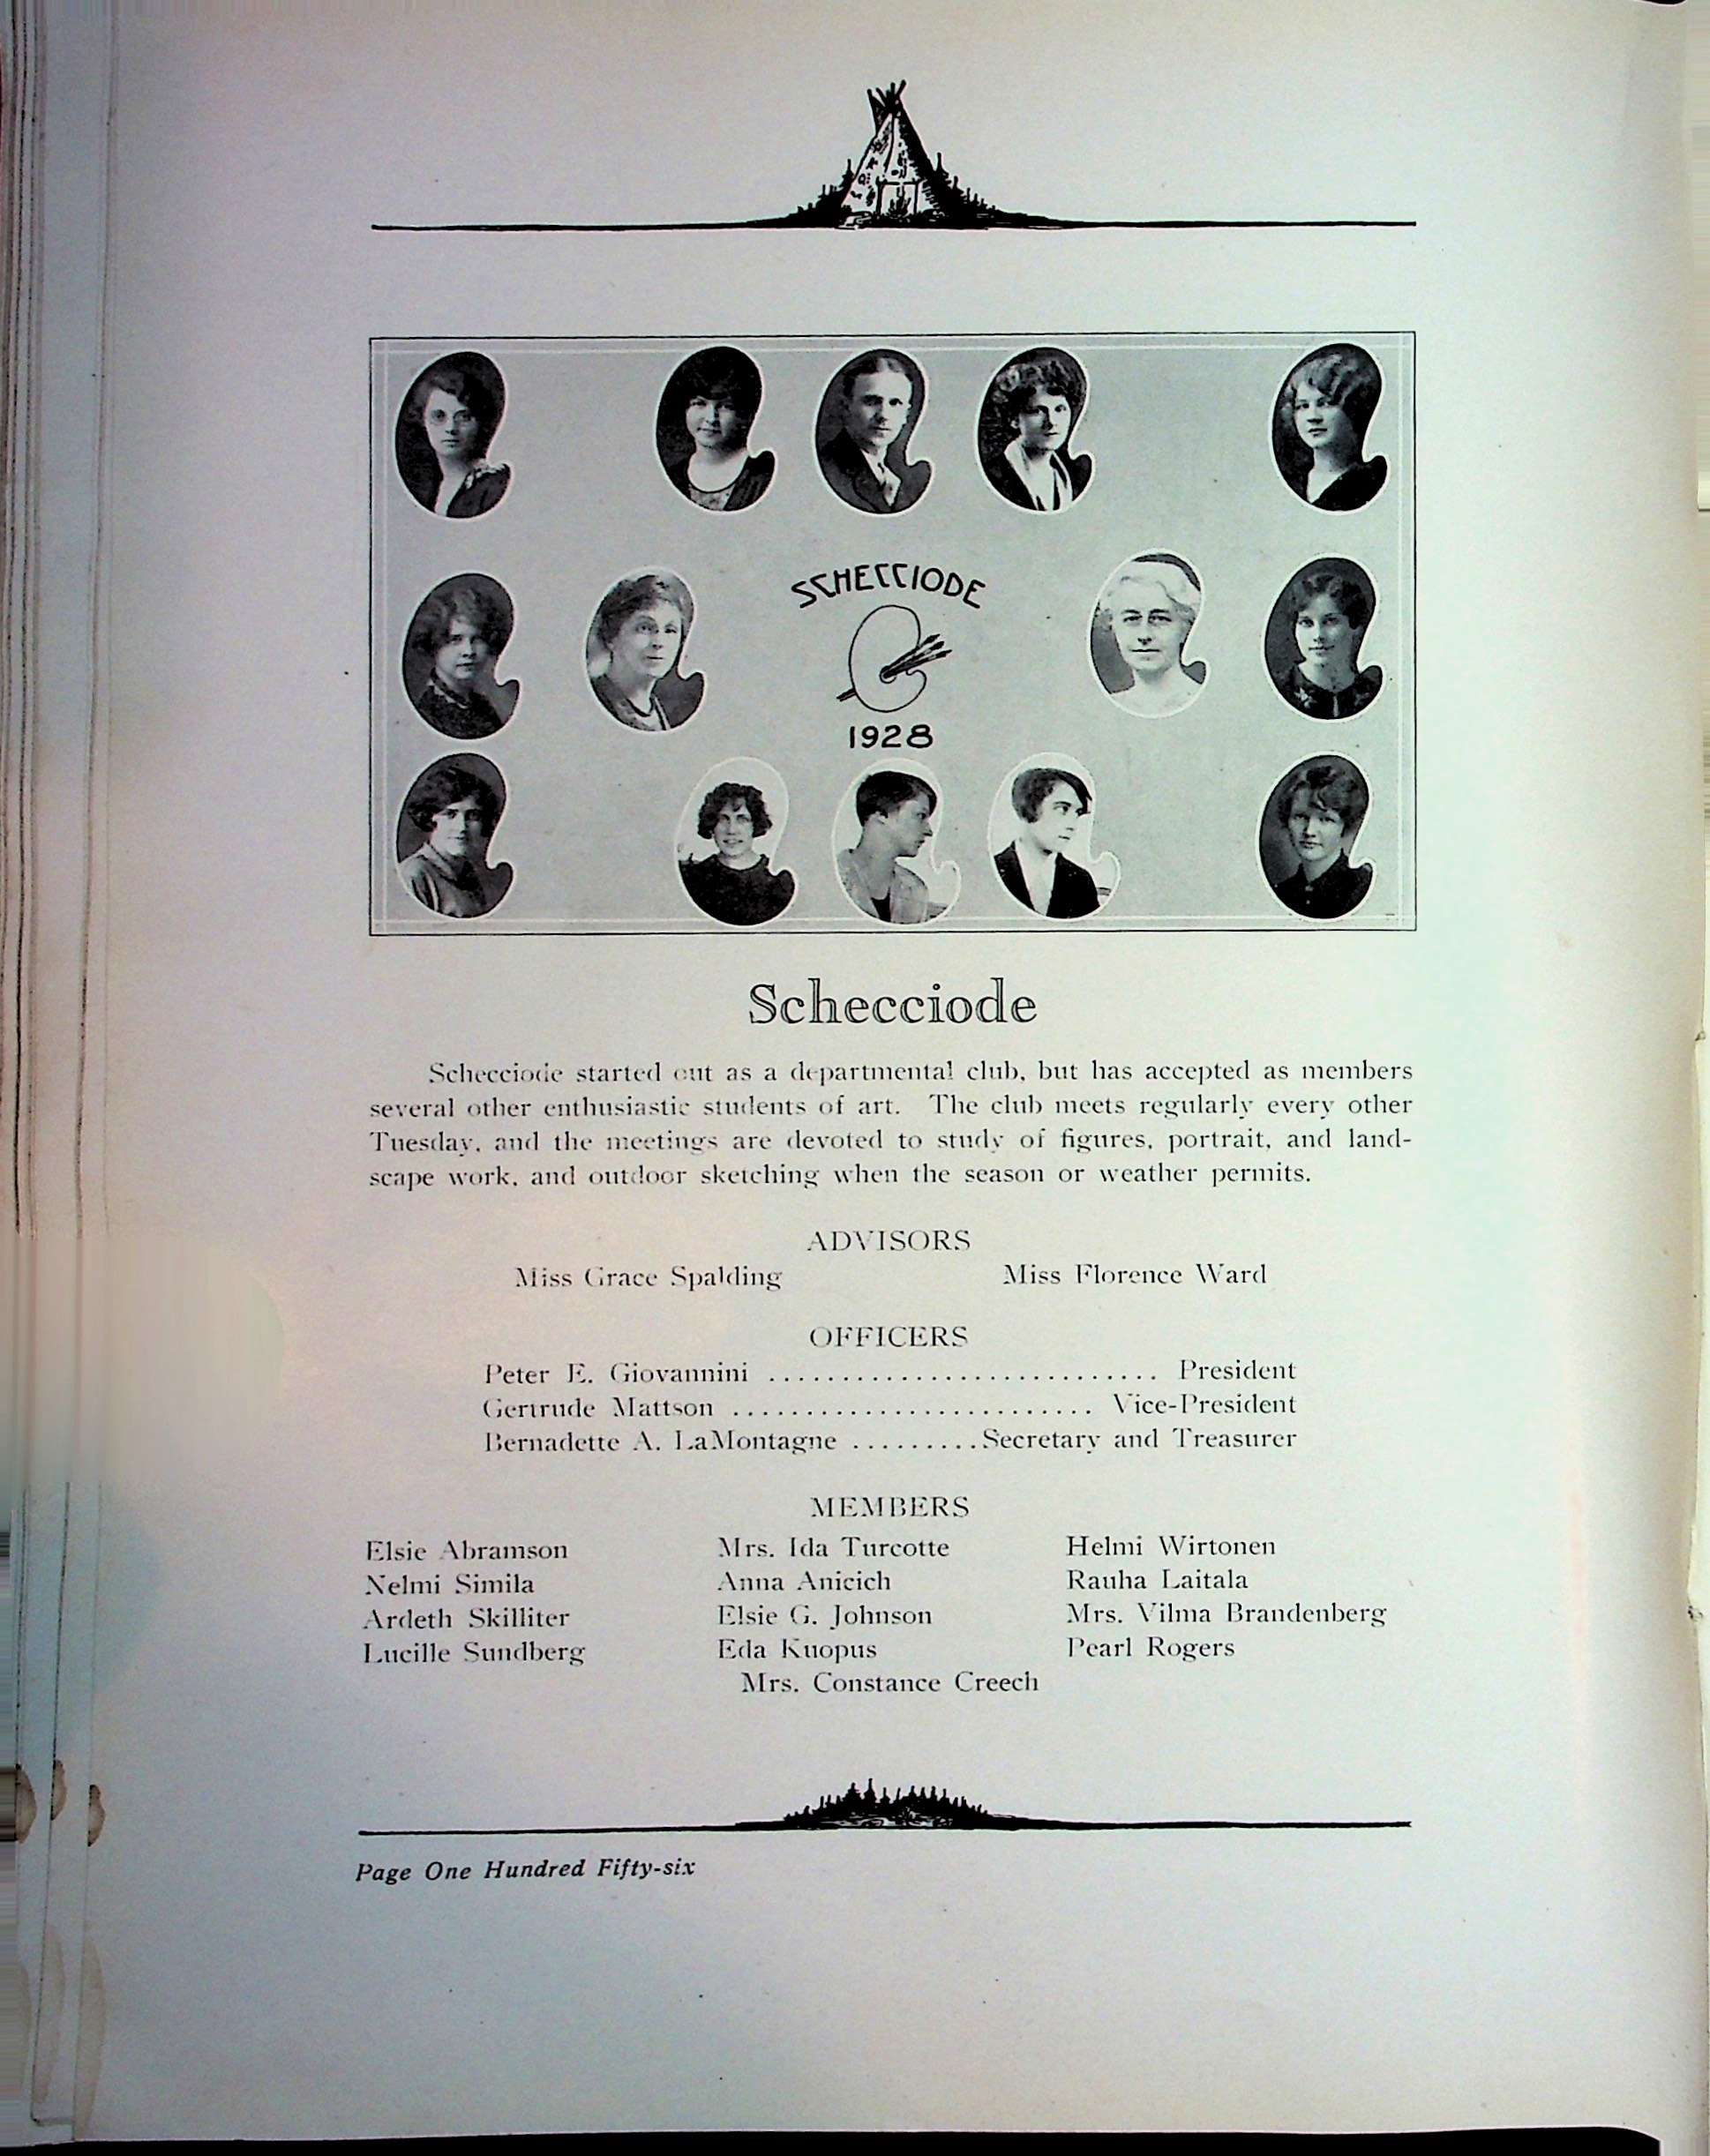 SCHECCIODE
1928
Schecciode
Schecciode started out as a departmental club, but has accepted as members
several other enthusiastic students of art. The club meets regularly every other
Tuesday, and the meetings are devoted to study of figures, portrait, and land-
scape work, and outdoor sketching when the season or weather permits.
ADVISORS
Miss Grace Spalding Miss Florence Ward
OFFICERS
Peter E. Giovannini ........................... President
Gertrude Mattson ......................... Vice-President
Bernadette A. LaMontagne .........Secretary and Treasurer
MEMBERS
Elsie Abramson Mrs. Ida Turcotte Helmi Wirtonen
Nelmi Simila Anna Anicich Rauha Laitala
Ardeth Skilliter Elsie G. Johnson Mrs. Vilma Brandenberg
Lucille Sundberg Eda Kuopus Pearl Rogers
Mrs. Constance Creech
Page One Hundred Fifty-six